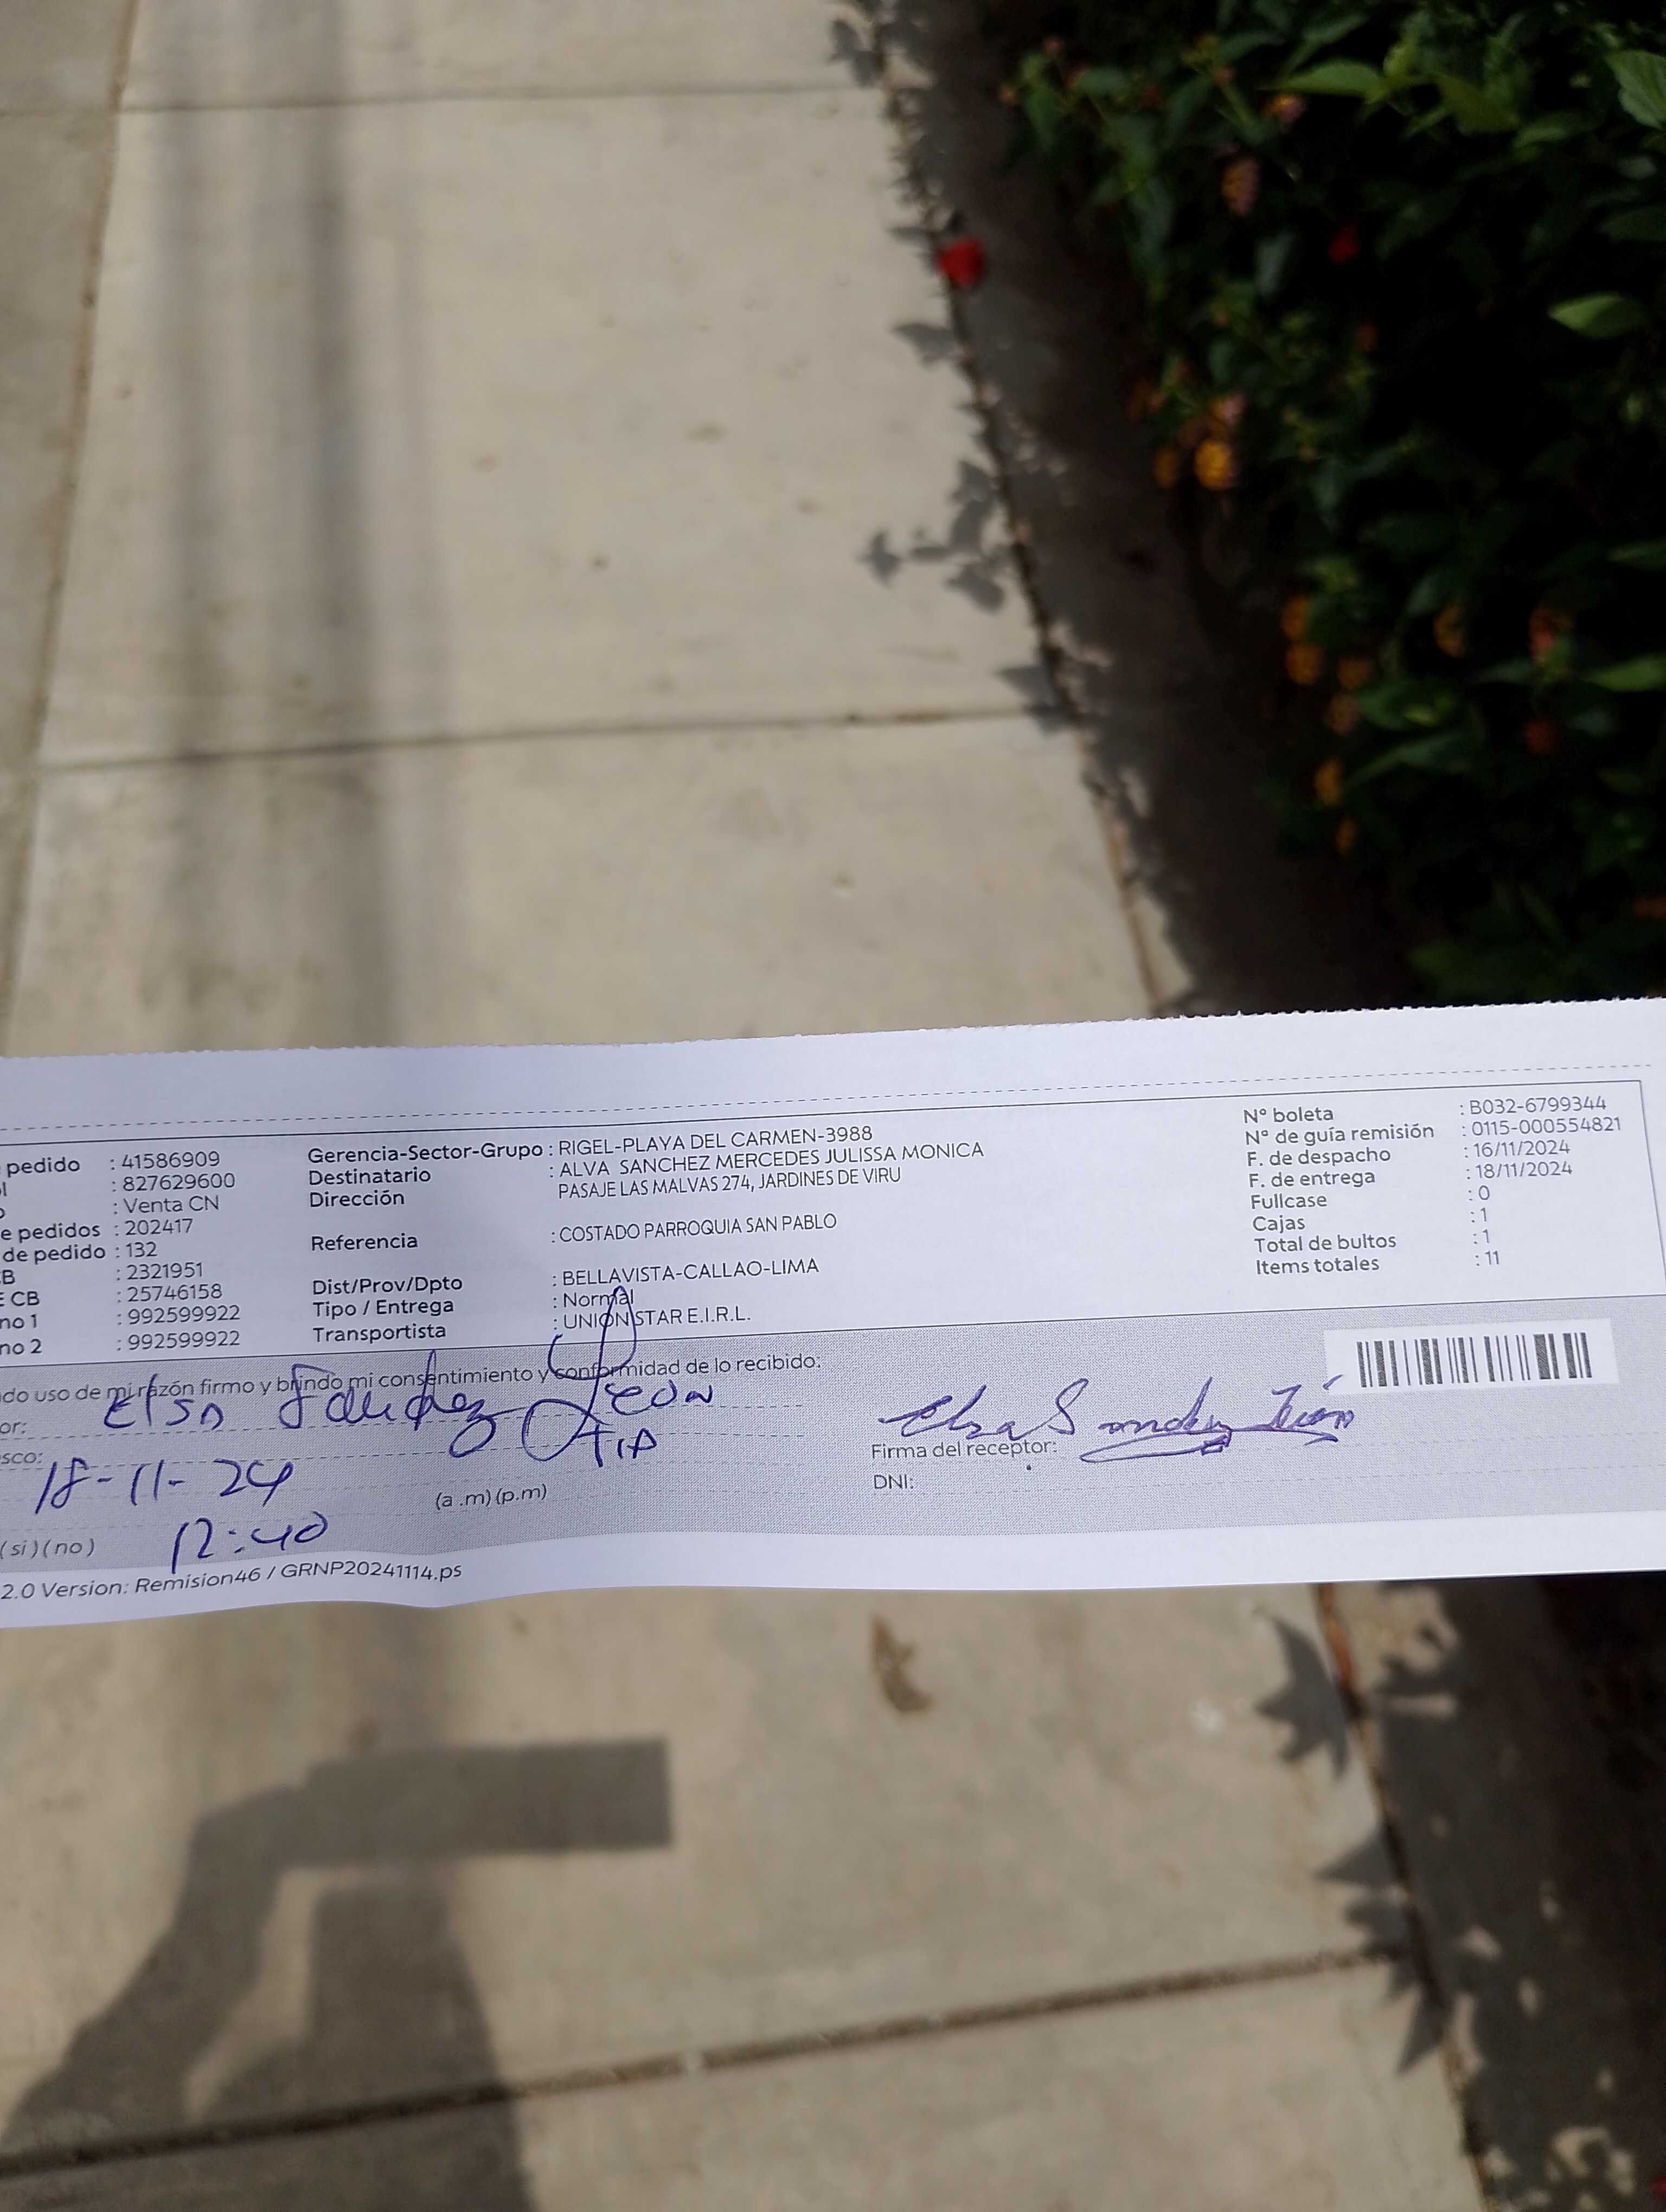 pedido : 41586909
l : 827629600
o : Venta CN
e pedidos : 202417
de pedido : 132
B : 2321951
E CB : 25746158
no 1 : 992599922
no 2 : 992599922
Gerencia-Sector-Grupo : RIGEL-PLAYA DEL CARMEN-3988
Destinatario : ALVA SANCHEZ MERCEDES JULISSA MONICA
Dirección PASAJE LAS MALVAS 274, JARDINES DE VIRU
Referencia : COSTADO PARROQUIA SAN PABLO
Dist/Prov/Dpto : BELLAVISTA-CALLAO-LIMA
Tipo / Entrega : Normal
Transportista : UNION STAR E.I.R.L.
N° boleta : B032-6799344
N° de guía remisión : 0115-000554821
F. de despacho : 16/11/2024
F. de entrega : 18/11/2024
Fullcase : 0
Cajas : 1
Total de bultos : 1
Items totales : 11
do uso de mi razón firmo y brindo mi consentimiento y conformidad de lo recibido:
or: Elsa Sandez León
sco: TIA
18-11-24 (a .m) (p.m)
(si) (no) 12:40
Firma del receptor: Elsa Sandez León
DNI:
2.0 Version: Remision46 / GRNP20241114.ps